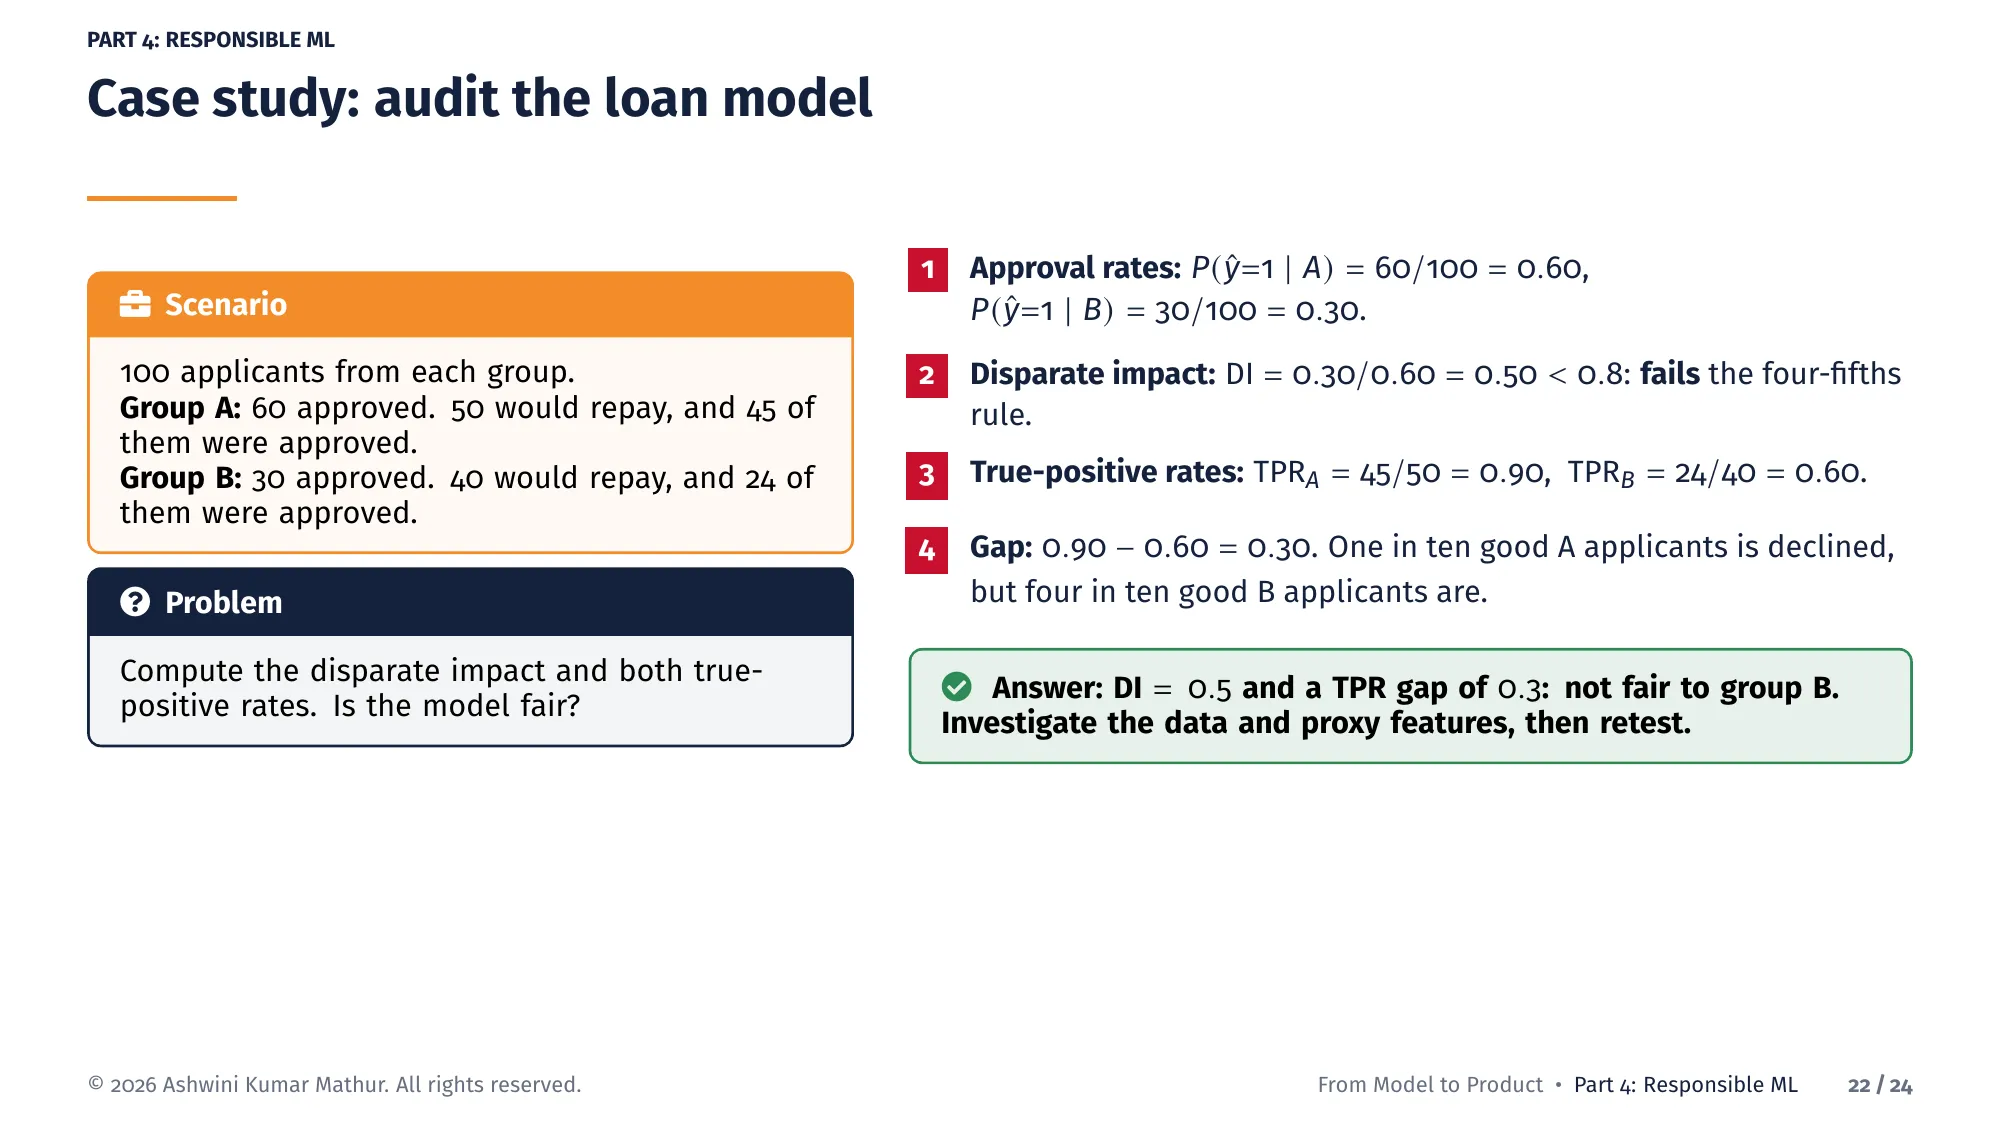 PART 4: RESPONSIBLE ML
Case study: audit the loan model
Scenario
100 applicants from each group.
Group A: 60 approved. 50 would repay, and 45 of
them were approved.
Group B: 30 approved. 40 would repay, and 24 of
them were approved.
Problem
Compute the disparate impact and both true-
positive rates. Is the model fair?
1 Approval rates: P(ŷ=1 | A) = 60/100 = 0.60,
P(ŷ=1 | B) = 30/100 = 0.30.
2 Disparate impact: DI = 0.30/0.60 = 0.50 < 0.8: fails the four-fifths
rule.
3 True-positive rates: TPR_A = 45/50 = 0.90, TPR_B = 24/40 = 0.60.
4 Gap: 0.90 − 0.60 = 0.30. One in ten good A applicants is declined,
but four in ten good B applicants are.
Answer: DI = 0.5 and a TPR gap of 0.3: not fair to group B.
Investigate the data and proxy features, then retest.
© 2026 Ashwini Kumar Mathur. All rights reserved.
From Model to Product • Part 4: Responsible ML 22 / 24